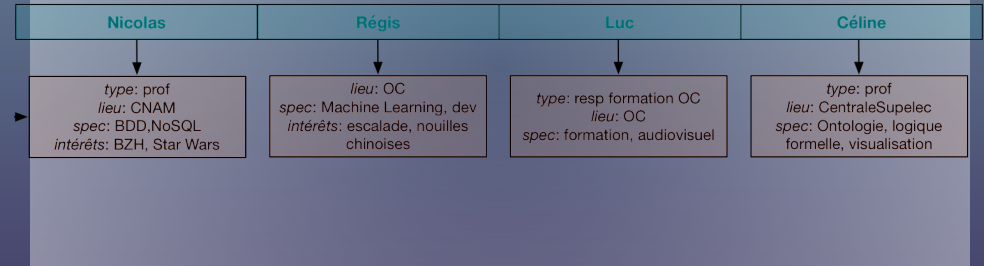 Nicolas
Régis
Luc
Céline
type: prof
lieu: CNAM
spec: BDD,NoSQL
intérêts: BZH, Star Wars
lieu: OC
spec: Machine Learning, dev
intérêts: escalade, nouilles
chinoises
type: resp formation OC
lieu: OC
spec: formation, audiovisuel
type: prof
lieu: CentraleSupelec
spec: Ontologie, logique
formelle, visualisation